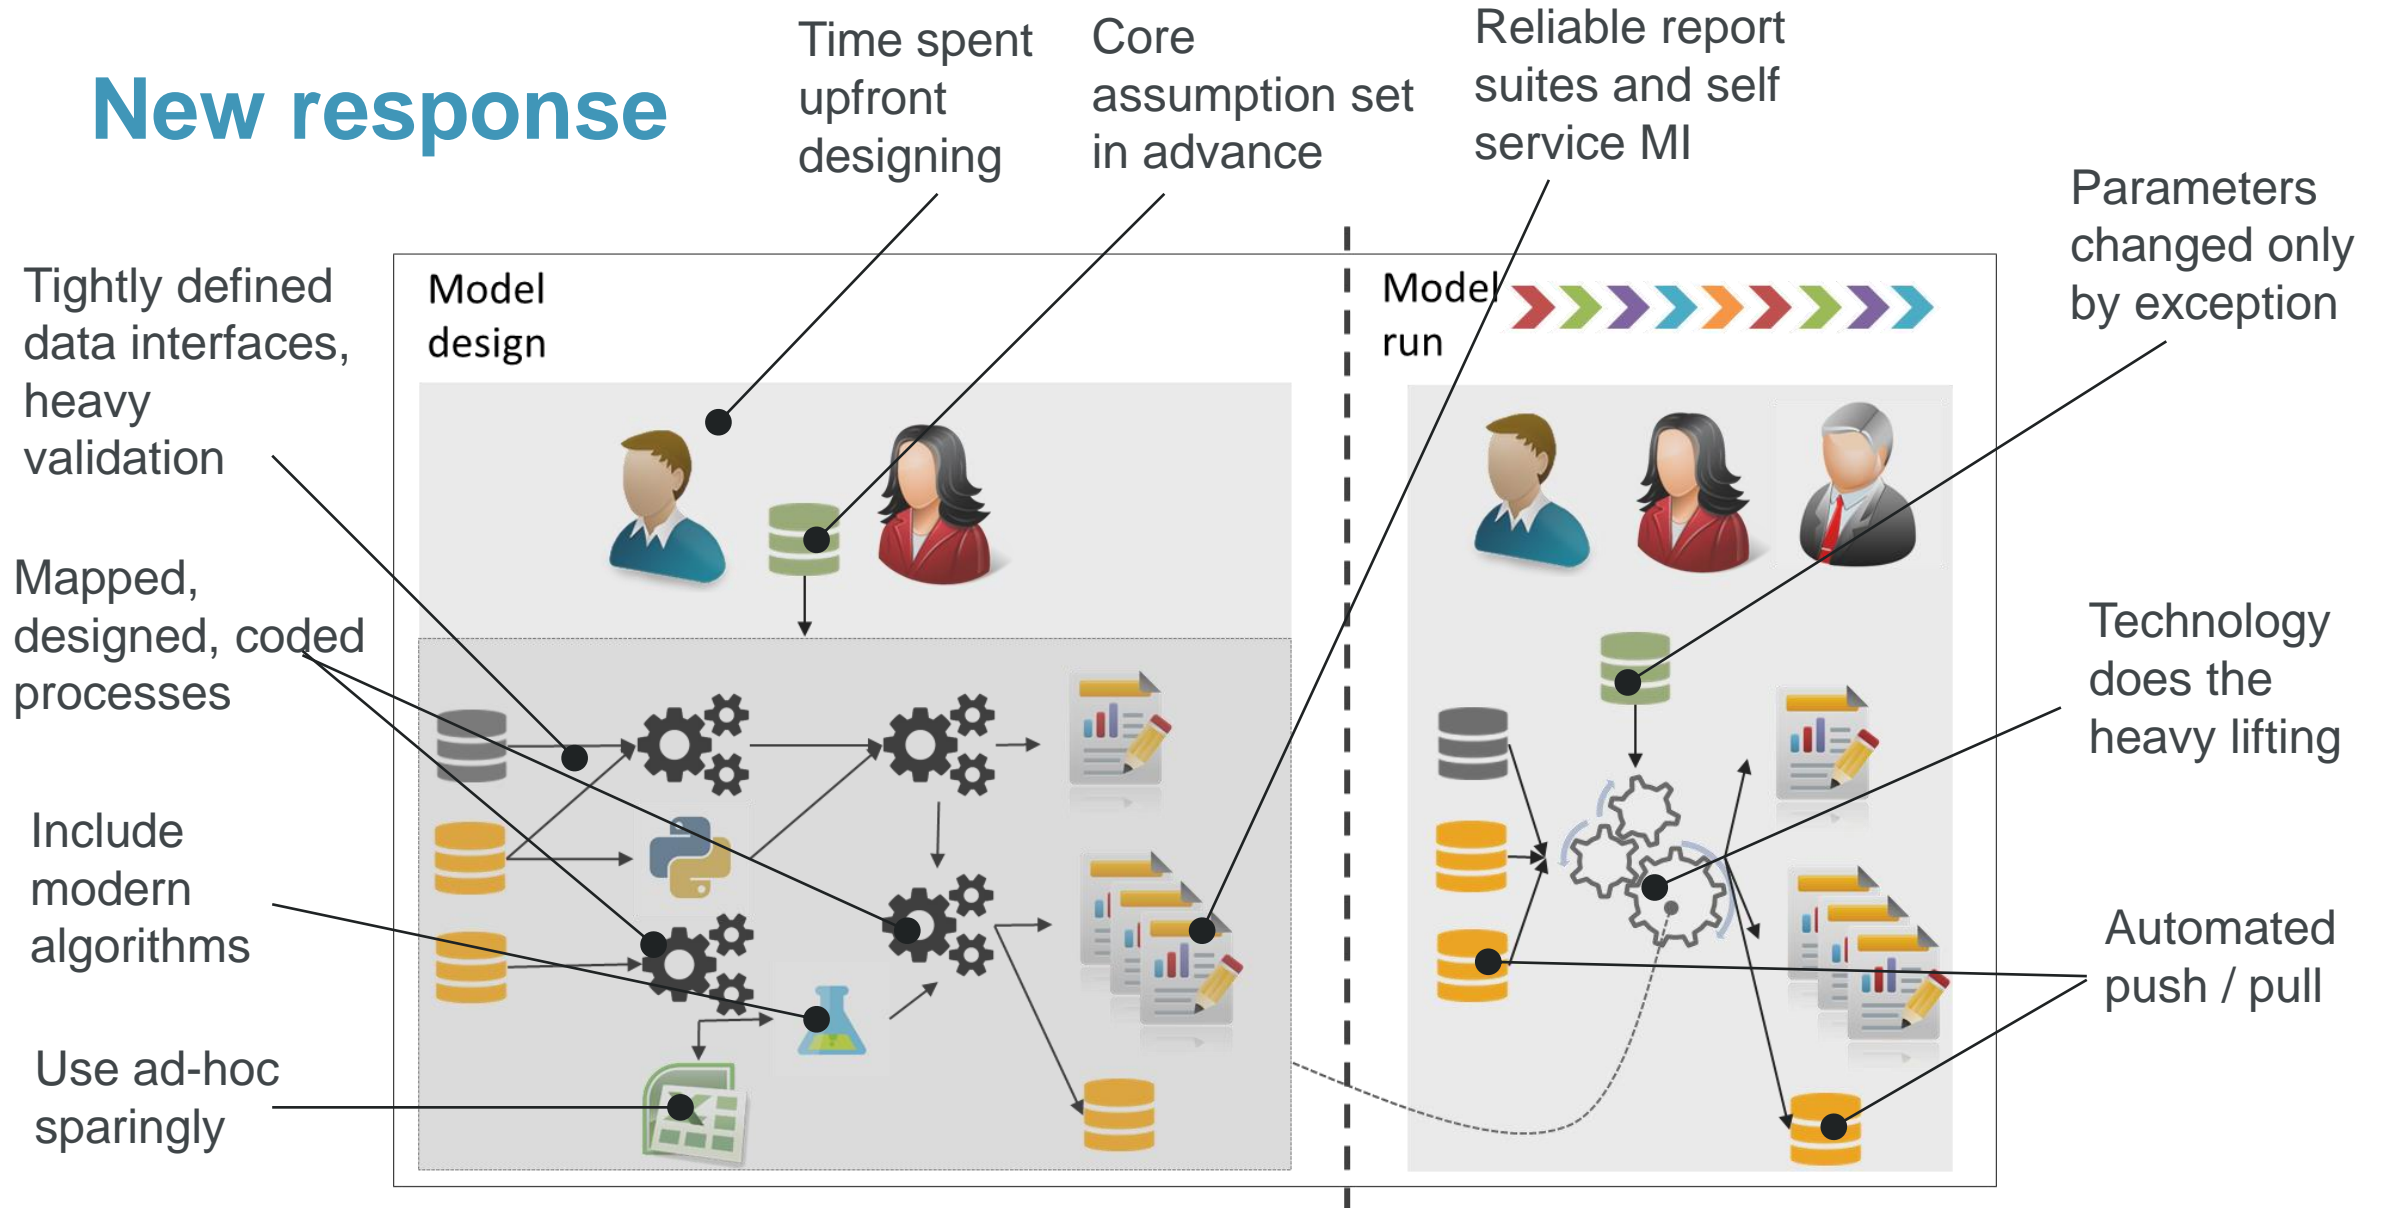 New response
Time spent
upfront
designing
Core
assumption set
in advance
Reliable report
suites and self
service MI
Parameters
changed only
by exception
Tightly defined
data interfaces,
heavy
validation
Model
design
Model
run
Mapped,
designed, coded
processes
Technology
does the
heavy lifting
Include
modern
algorithms
Automated
push / pull
Use ad-hoc
sparingly